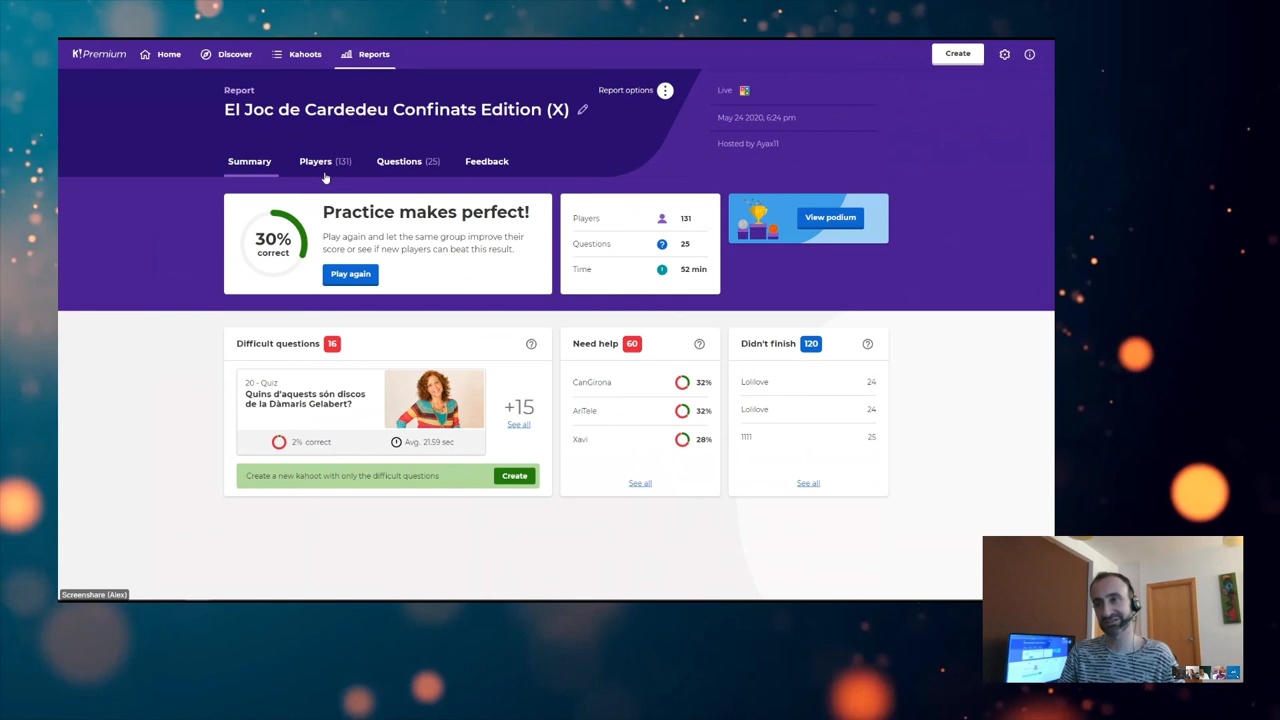 K!Premium
Home
Discover
Kahoots
Reports
Create
Report
Report options
El Joc de Cardedeu Confinats Edition (X)
Live
May 24 2020, 6:24 pm
Hosted by Ayax11
Summary
Players (131)
Questions (25)
Feedback
30%
correct
Practice makes perfect!
Play again and let the same group improve their
score or see if new players can beat this result.
Play again
Players 131
Questions 25
Time 52 min
View podium
Difficult questions 16
20 - Quiz
Quins d'aquests són discos
de la Dàmaris Gelabert?
2% correct
Avg. 21.59 sec
+15
See all
Create a new kahoot with only the difficult questions
Create
Need help 60
CanGirona 32%
AriTele 32%
Xavi 28%
See all
Didn't finish 120
Lolilove 24
Lolilove 24
1111 25
See all
Screenshare (Alex)